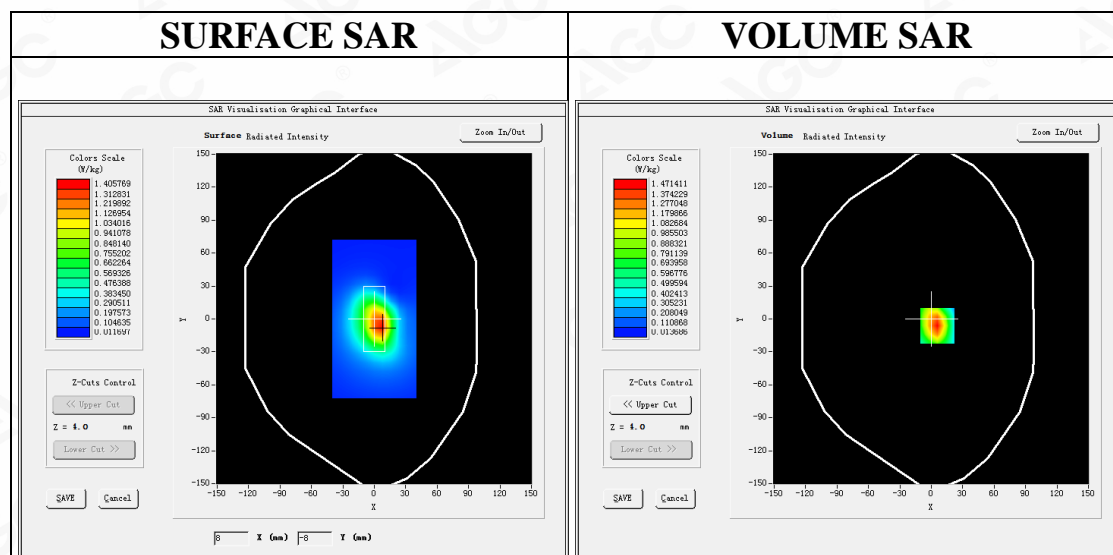 SURFACE SAR
VOLUME SAR
SAR Visualisation Graphical Interface
Surface Radiated Intensity
Zoom In/Out
Colors Scale
(W/kg)
1.405769
1.312831
1.219892
1.126954
1.034016
0.941078
0.848140
0.755202
0.662264
0.569326
0.476388
0.383450
0.290511
0.197573
0.104635
0.011697
Z-Cuts Control
<< Upper Cut
Z = 4.0 mm
Lower Cut >>
SAVE
Cancel
Y
150
120
90
60
30
0
-30
-60
-90
-120
-150
-150 -120 -90 -60 -30 0 30 60 90 120 150
X
8 X (mm) -8 Y (mm)
SAR Visualisation Graphical Interface
Volume Radiated Intensity
Zoom In/Out
Colors Scale
(W/kg)
1.471411
1.374229
1.277048
1.179866
1.082684
0.985503
0.888321
0.791139
0.693958
0.596776
0.499594
0.402413
0.305231
0.208049
0.110868
0.013686
Z-Cuts Control
<< Upper Cut
Z = 4.0 mm
Lower Cut >>
SAVE
Cancel
Y
150
120
90
60
30
0
-30
-60
-90
-120
-150
-150 -120 -90 -60 -30 0 30 60 90 120 150
X